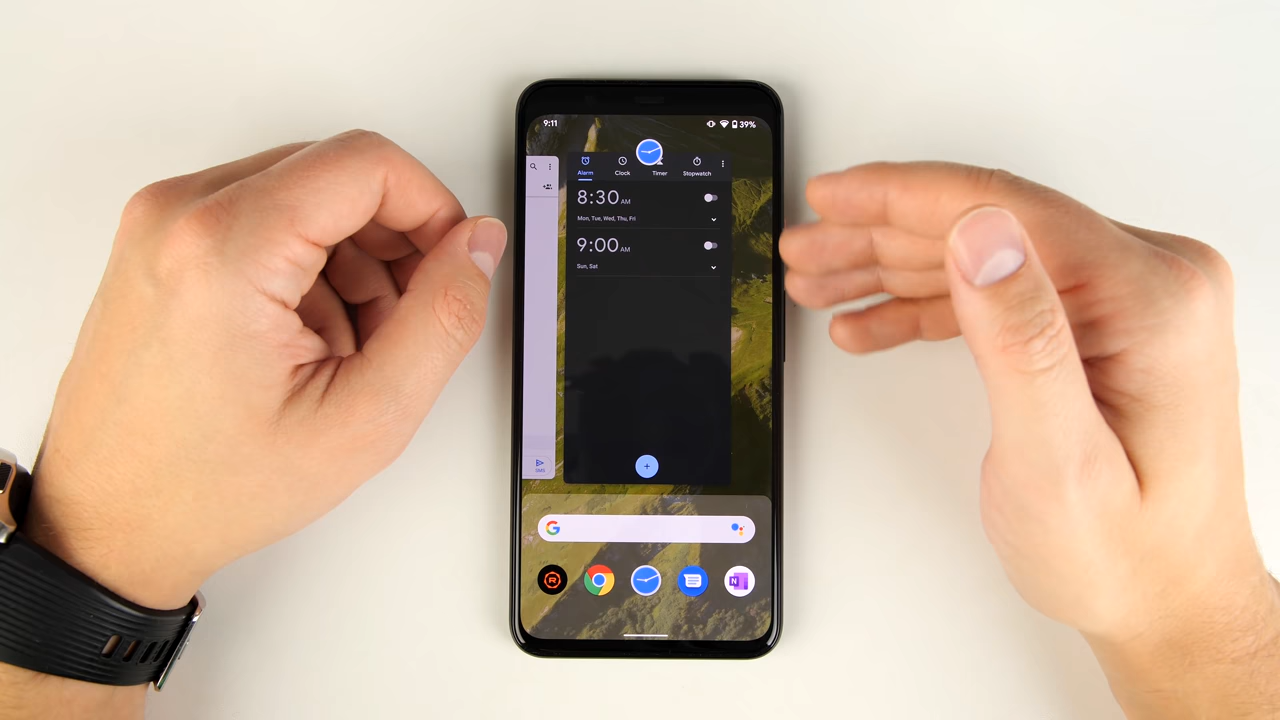 9:11 39%
Alarm Clock Timer Stopwatch
8:30 AM
Mon, Tue, Wed, Thu, Fri
9:00 AM
Sun, Sat
+
SMS
G
R N